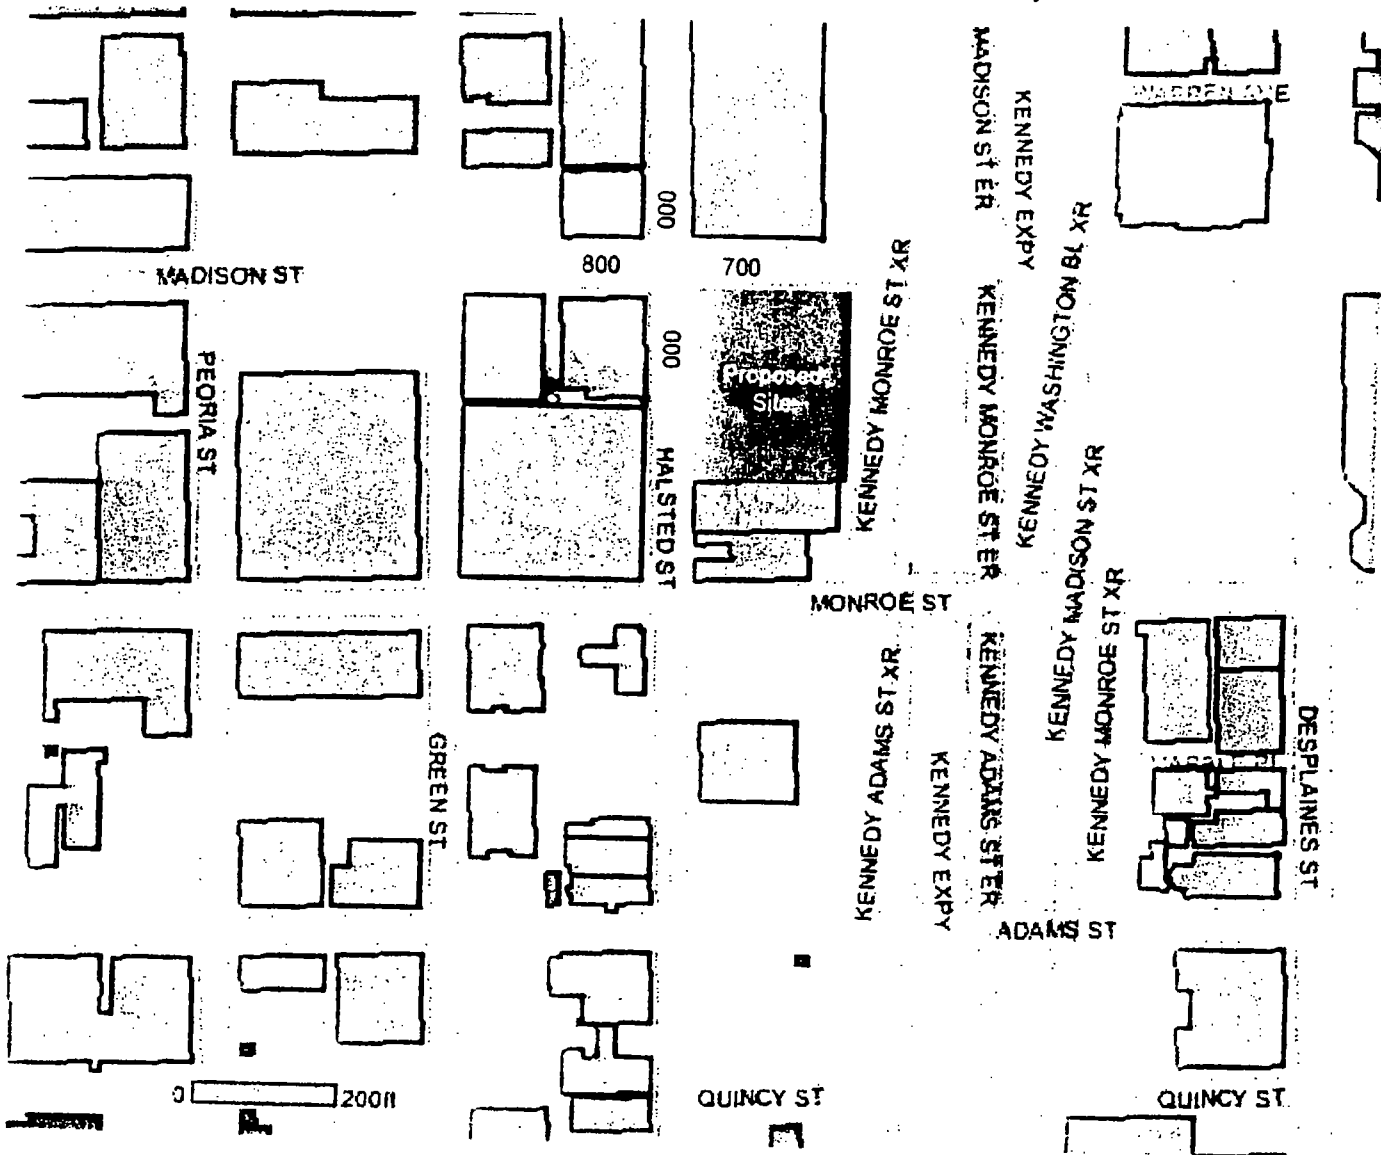 MADISON ST ER
KENNEDY EXPY
WARREN AVE
000
800
700
MADISON ST
KENNEDY MONROE ST XR
KENNEDY WASHINGTON BL XR
KENNEDY MONROE ST ER
000
Proposed
Site
PEORIA ST
HALSTED ST
KENNEDY MADISON ST XR
KENNEDY MONROE ST XR
MONROE ST
KENNEDY ADAMS ST XR
KENNEDY ADAMS ST ER
KENNEDY EXPY
GREEN ST
DESPLAINES ST
ADAMS ST
0
200ft
QUINCY ST
QUINCY ST